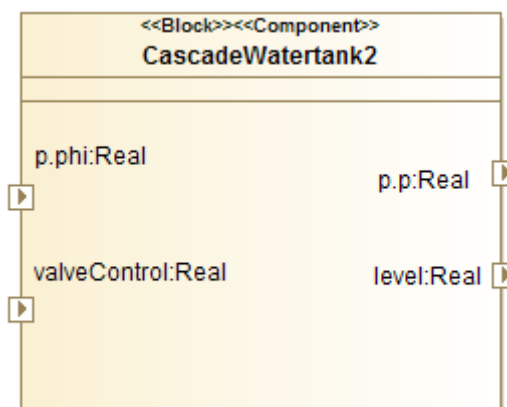 <<Block>><<Component>>
CascadeWatertank2
p.phi:Real
p.p:Real
valveControl:Real
level:Real